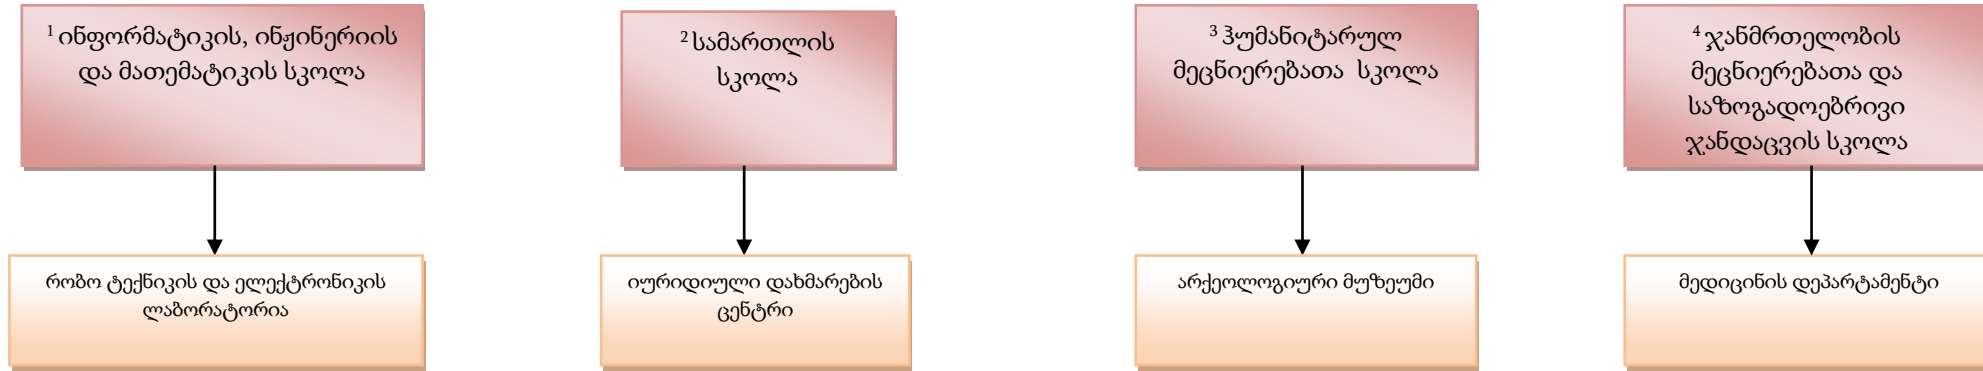 ¹ ინფორმატიკის, ინჟინერიის
და მათემატიკის სკოლა
² სამართლის
სკოლა
³ ჰუმანიტარულ
მეცნიერებათა სკოლა
⁴ ჯანმრთელობის
მეცნიერებათა და
საზოგადოებრივი
ჯანდაცვის სკოლა
რობო ტექნიკის და ელექტრონიკის
ლაბორატორია
იურიდიული დახმარების
ცენტრი
არქეოლოგიური მუზეუმი
მედიცინის დეპარტამენტი